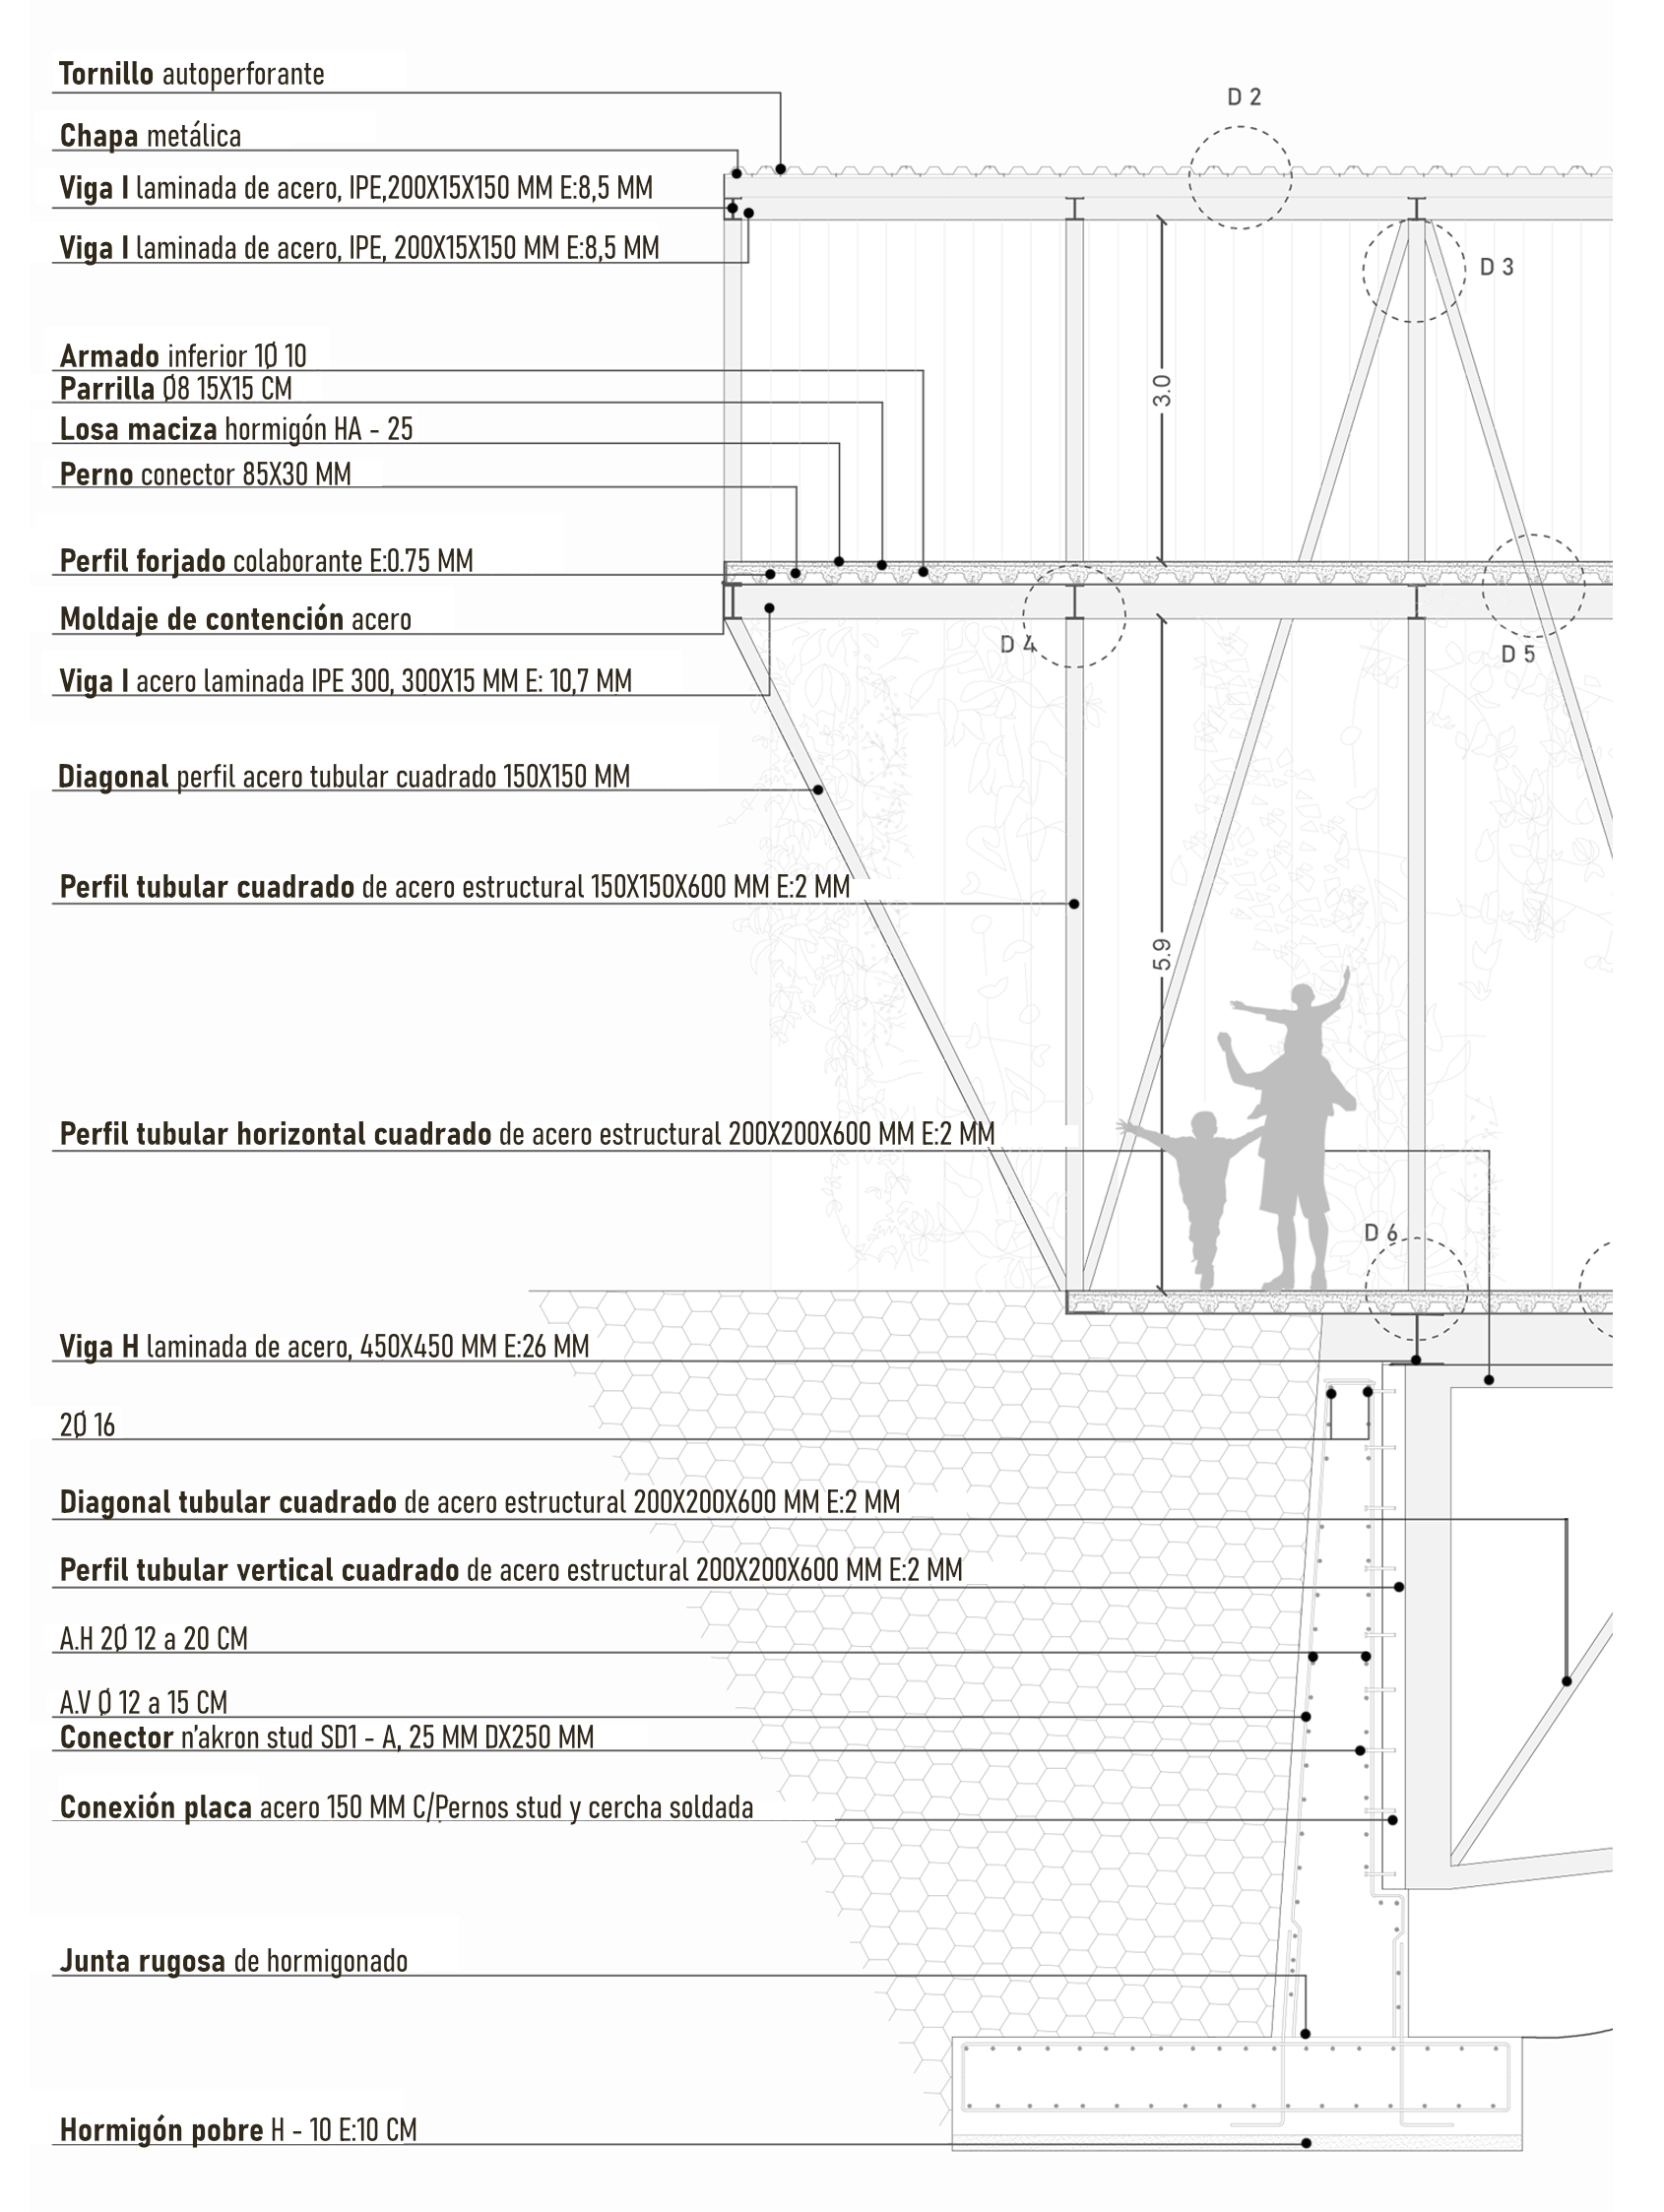 Tornillo autoperforante
D 2
Chapa metálica
Viga I laminada de acero, IPE,200X15X150 MM E:8,5 MM
Viga I laminada de acero, IPE, 200X15X150 MM E:8,5 MM
D 3
Armado inferior 1Ø 10
Parrilla Ø8 15X15 CM
3.0
Losa maciza hormigón HA - 25
Perno conector 85X30 MM
Perfil forjado colaborante E:0.75 MM
Moldaje de contención acero
D 4
D 5
Viga I acero laminada IPE 300, 300X15 MM E: 10,7 MM
Diagonal perfil acero tubular cuadrado 150X150 MM
Perfil tubular cuadrado de acero estructural 150X150X600 MM E:2 MM
5.9
Perfil tubular horizontal cuadrado de acero estructural 200X200X600 MM E:2 MM
D 6
Viga H laminada de acero, 450X450 MM E:26 MM
2Ø 16
Diagonal tubular cuadrado de acero estructural 200X200X600 MM E:2 MM
Perfil tubular vertical cuadrado de acero estructural 200X200X600 MM E:2 MM
A.H 2Ø 12 a 20 CM
A.V Ø 12 a 15 CM
Conector n'akron stud SD1 - A, 25 MM DX250 MM
Conexión placa acero 150 MM C/Pernos stud y cercha soldada
Junta rugosa de hormigonado
Hormigón pobre H - 10 E:10 CM